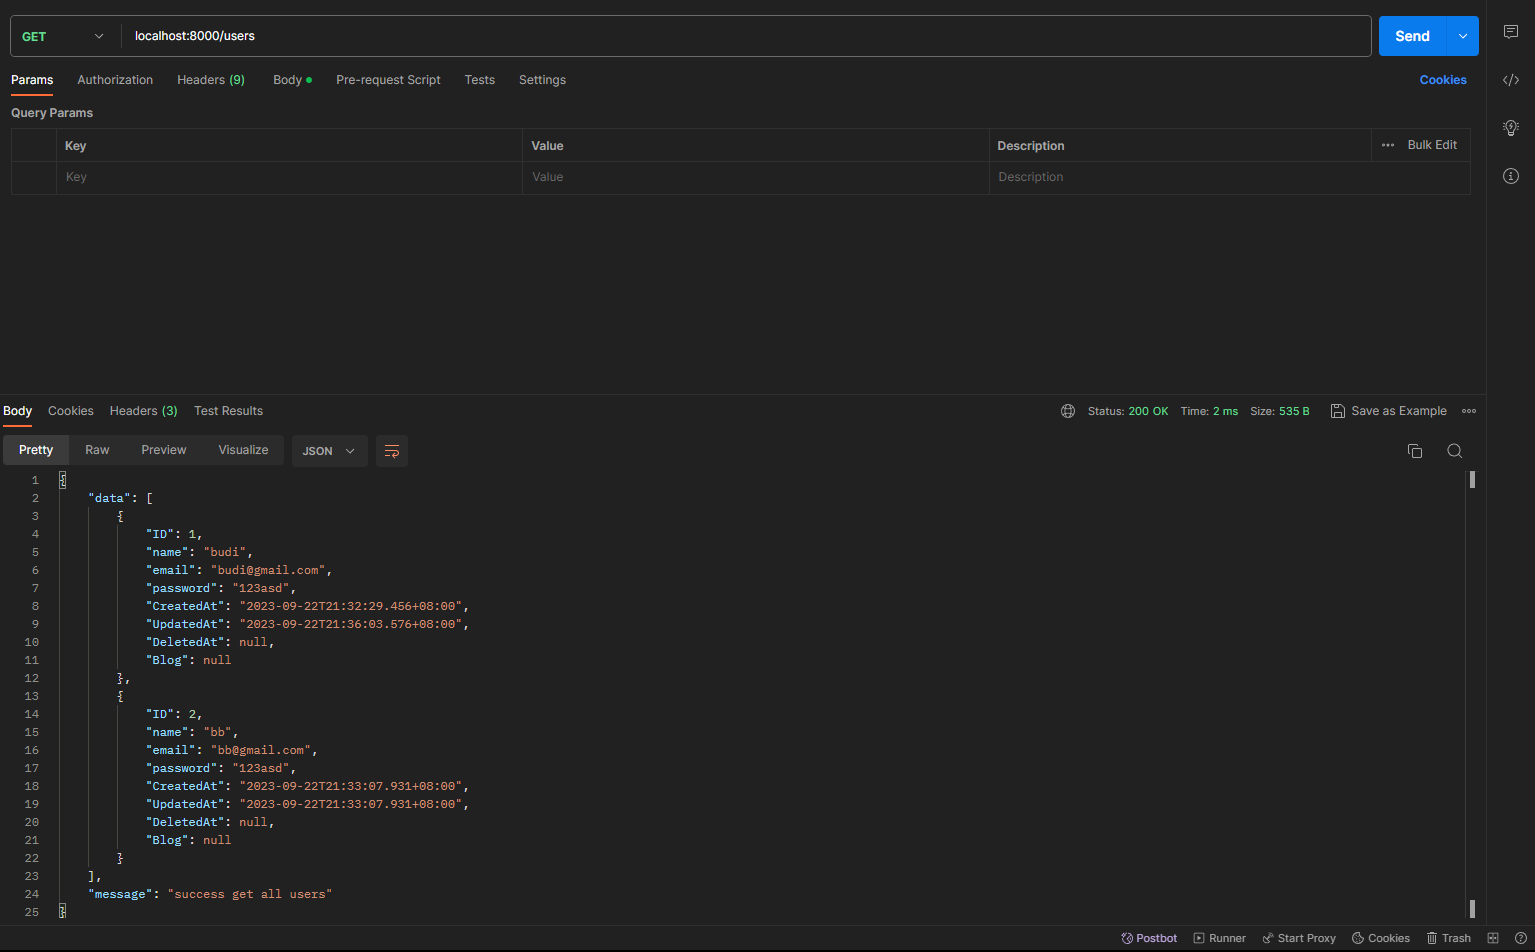 GET localhost:8000/users Send
Params Authorization Headers (9) Body Pre-request Script Tests Settings Cookies
Query Params
Key Value Description Bulk Edit
Key Value Description
Body Cookies Headers (3) Test Results Status: 200 OK Time: 2 ms Size: 535 B Save as Example
Pretty Raw Preview Visualize JSON
1 {
2 "data": [
3 {
4 "ID": 1,
5 "name": "budi",
6 "email": "budi@gmail.com",
7 "password": "123asd",
8 "CreatedAt": "2023-09-22T21:32:29.456+08:00",
9 "UpdatedAt": "2023-09-22T21:36:03.576+08:00",
10 "DeletedAt": null,
11 "Blog": null
12 },
13 {
14 "ID": 2,
15 "name": "bb",
16 "email": "bb@gmail.com",
17 "password": "123asd",
18 "CreatedAt": "2023-09-22T21:33:07.931+08:00",
19 "UpdatedAt": "2023-09-22T21:33:07.931+08:00",
20 "DeletedAt": null,
21 "Blog": null
22 }
23 ],
24 "message": "success get all users"
25 }
Postbot Runner Start Proxy Cookies Trash